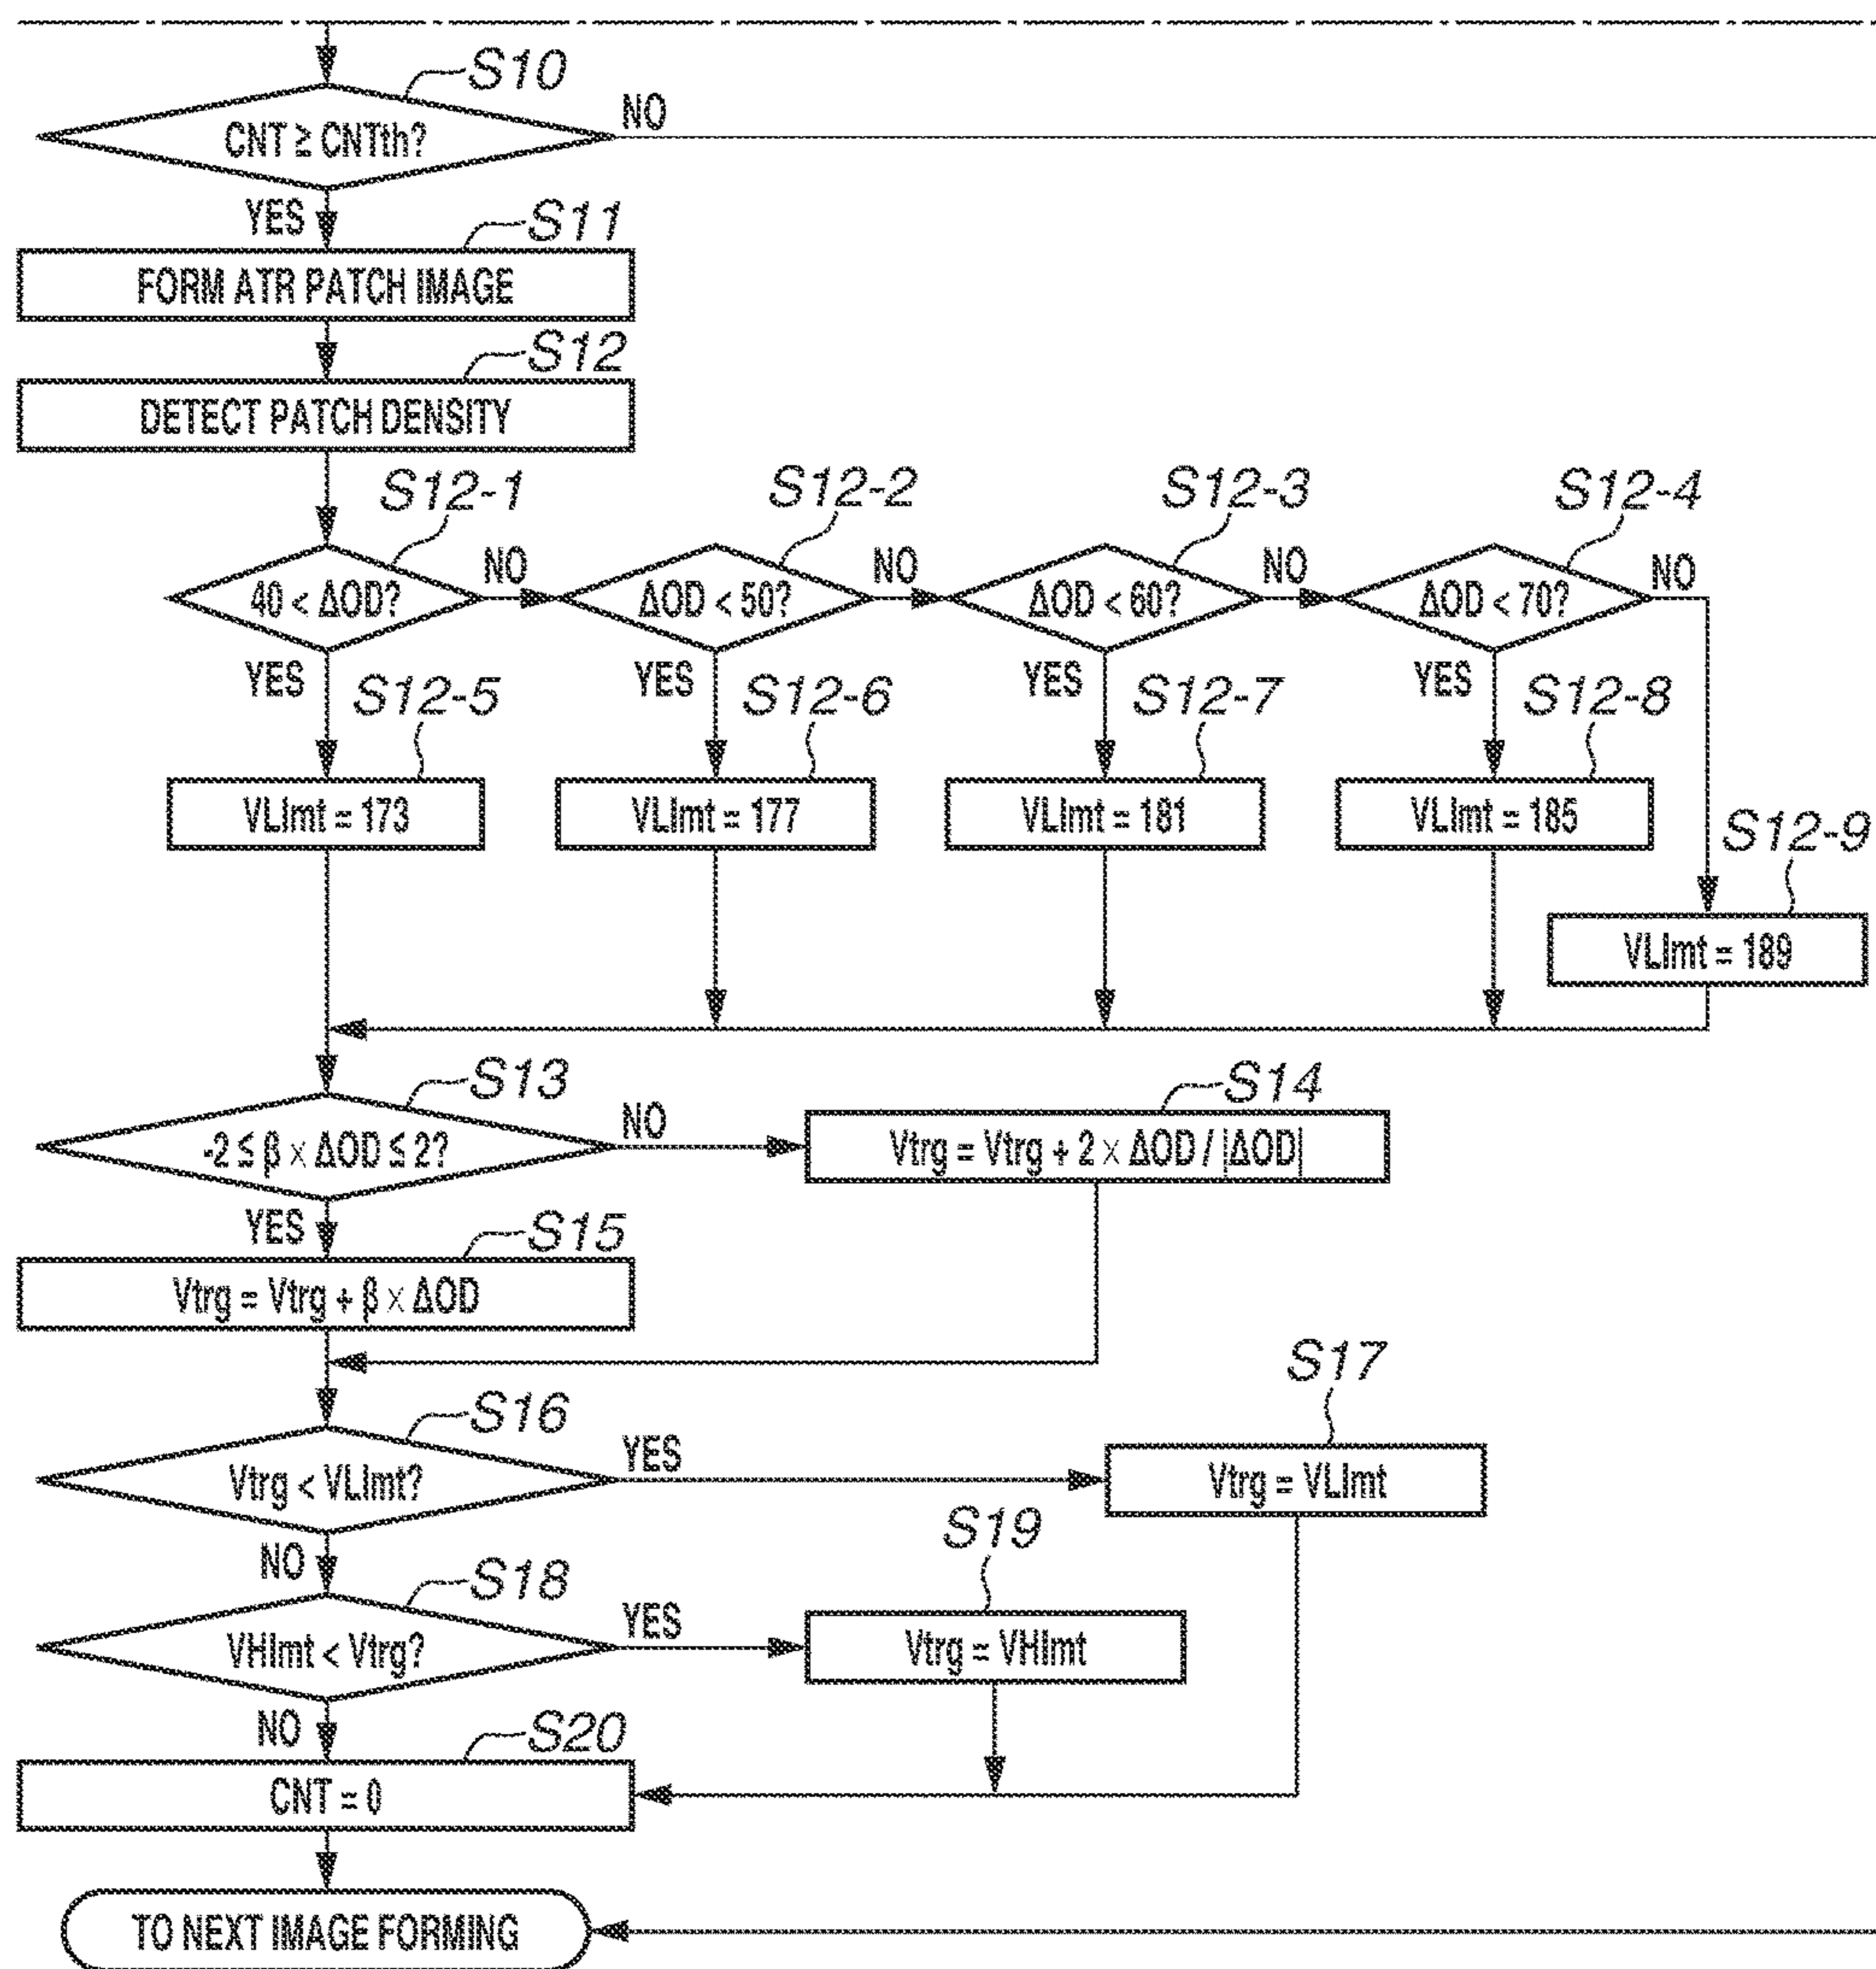 S10
CNT ≥ CNTth?
NO
YES
S11
FORM ATR PATCH IMAGE
S12
DETECT PATCH DENSITY
S12-1
S12-2
S12-3
S12-4
40 < ΔOD?
NO
ΔOD < 50?
NO
ΔOD < 60?
NO
ΔOD < 70?
NO
YES
S12-5
YES
S12-6
YES
S12-7
YES
S12-8
VLlmt = 173
VLlmt = 177
VLlmt = 181
VLlmt = 185
S12-9
VLlmt = 189
S13
-2 ≤ β × ΔOD ≤ 2?
NO
S14
Vtrg = Vtrg + 2 × ΔOD / |ΔOD|
YES
S15
Vtrg = Vtrg + β × ΔOD
S16
Vtrg < VLlmt?
YES
S17
Vtrg = VLlmt
NO
S18
VHlmt < Vtrg?
YES
S19
Vtrg = VHlmt
NO
S20
CNT = 0
TO NEXT IMAGE FORMING